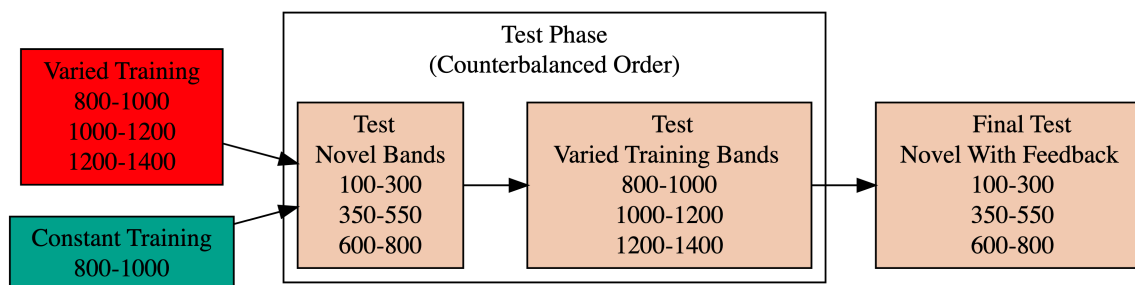 Varied Training
800-1000
1000-1200
1200-1400
Constant Training
800-1000
Test Phase
(Counterbalanced Order)
Test
Novel Bands
100-300
350-550
600-800
Test
Varied Training Bands
800-1000
1000-1200
1200-1400
Final Test
Novel With Feedback
100-300
350-550
600-800